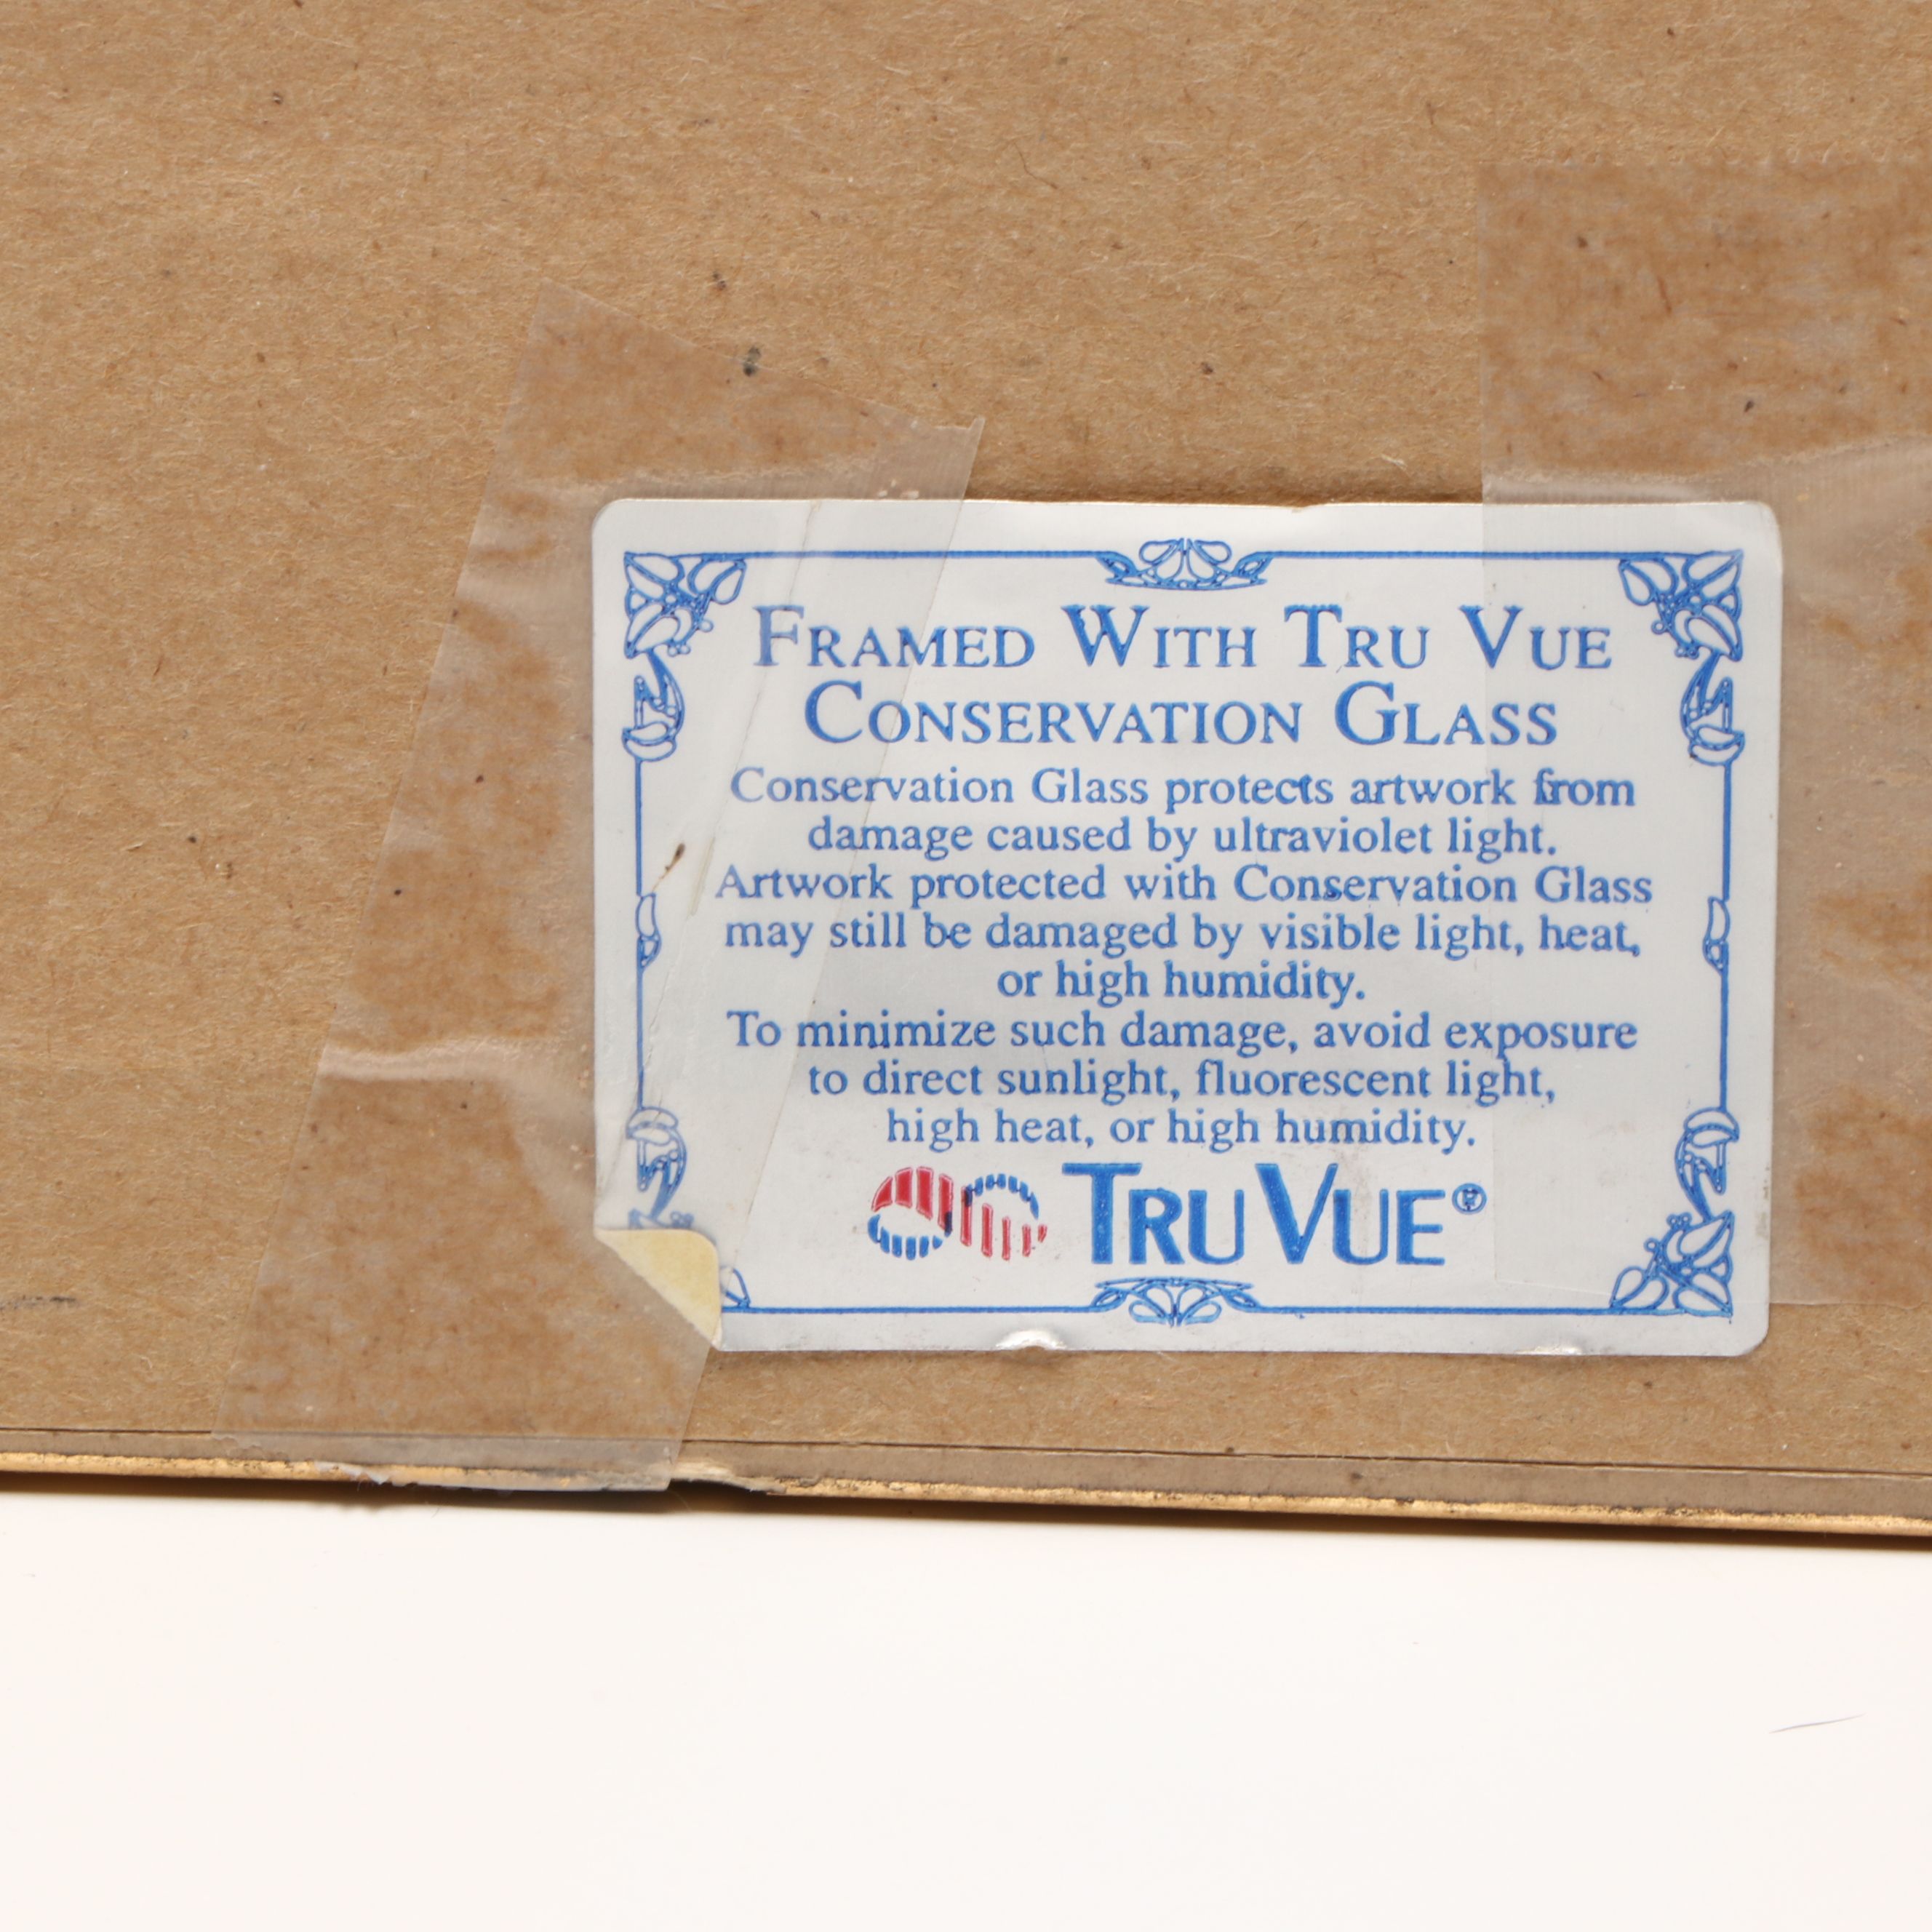 FRAMED WITH TRU VUE
CONSERVATION GLASS
Conservation Glass protects artwork from
damage caused by ultraviolet light.
Artwork protected with Conservation Glass
may still be damaged by visible light, heat,
or high humidity.
To minimize such damage, avoid exposure
to direct sunlight, fluorescent light,
high heat, or high humidity.
TRU VUE®